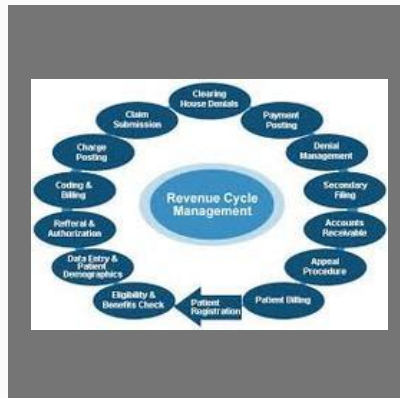 Clearing
House Denials
Payment
Posting
Denial
Management
Secondary
Filing
Accounts
Receivable
Appeal
Procedure
Patient Billing
Patient
Registration
Eligibility &
Benefits Check
Data Entry &
Patient
Demographics
Refferal &
Authorization
Coding &
Billing
Charge
Posting
Claim
Submission
Revenue Cycle
Management